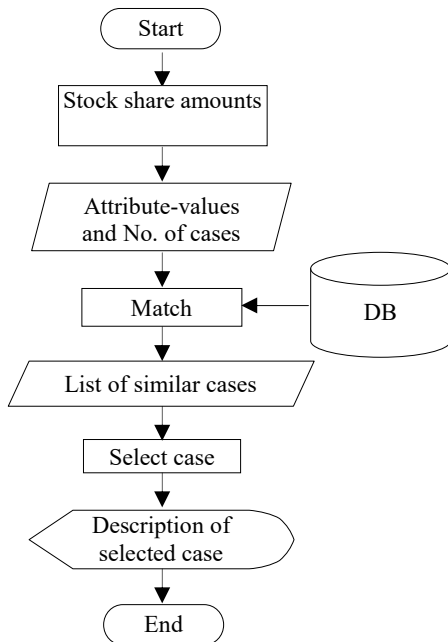 Start
Stock share amounts
Attribute-values
and No. of cases
Match
DB
List of similar cases
Select case
Description of
selected case
End